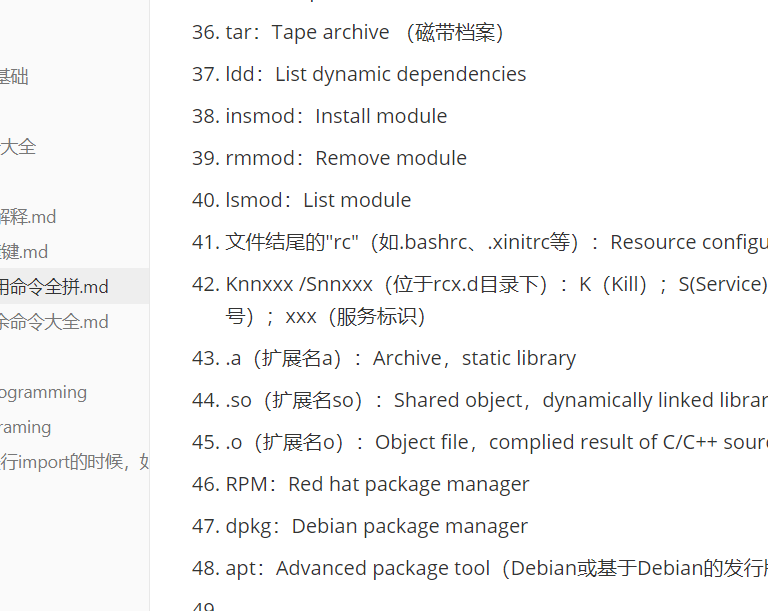 基础
大全
解释.md
键.md
用命令全拼.md
余命令大全.md
ogramming
raming
行import的时候，如
36. tar：Tape archive （磁带档案）
37. ldd：List dynamic dependencies
38. insmod：Install module
39. rmmod：Remove module
40. lsmod：List module
41. 文件结尾的"rc"（如.bashrc、.xinitrc等）：Resource configu
42. Knnxxx /Snnxxx（位于rcx.d目录下）：K（Kill）；S(Service)
号）；xxx（服务标识）
43. .a（扩展名a）：Archive，static library
44. .so（扩展名so）：Shared object，dynamically linked librar
45. .o（扩展名o）：Object file，complied result of C/C++ sour
46. RPM：Red hat package manager
47. dpkg：Debian package manager
48. apt：Advanced package tool（Debian或基于Debian的发行版
49.